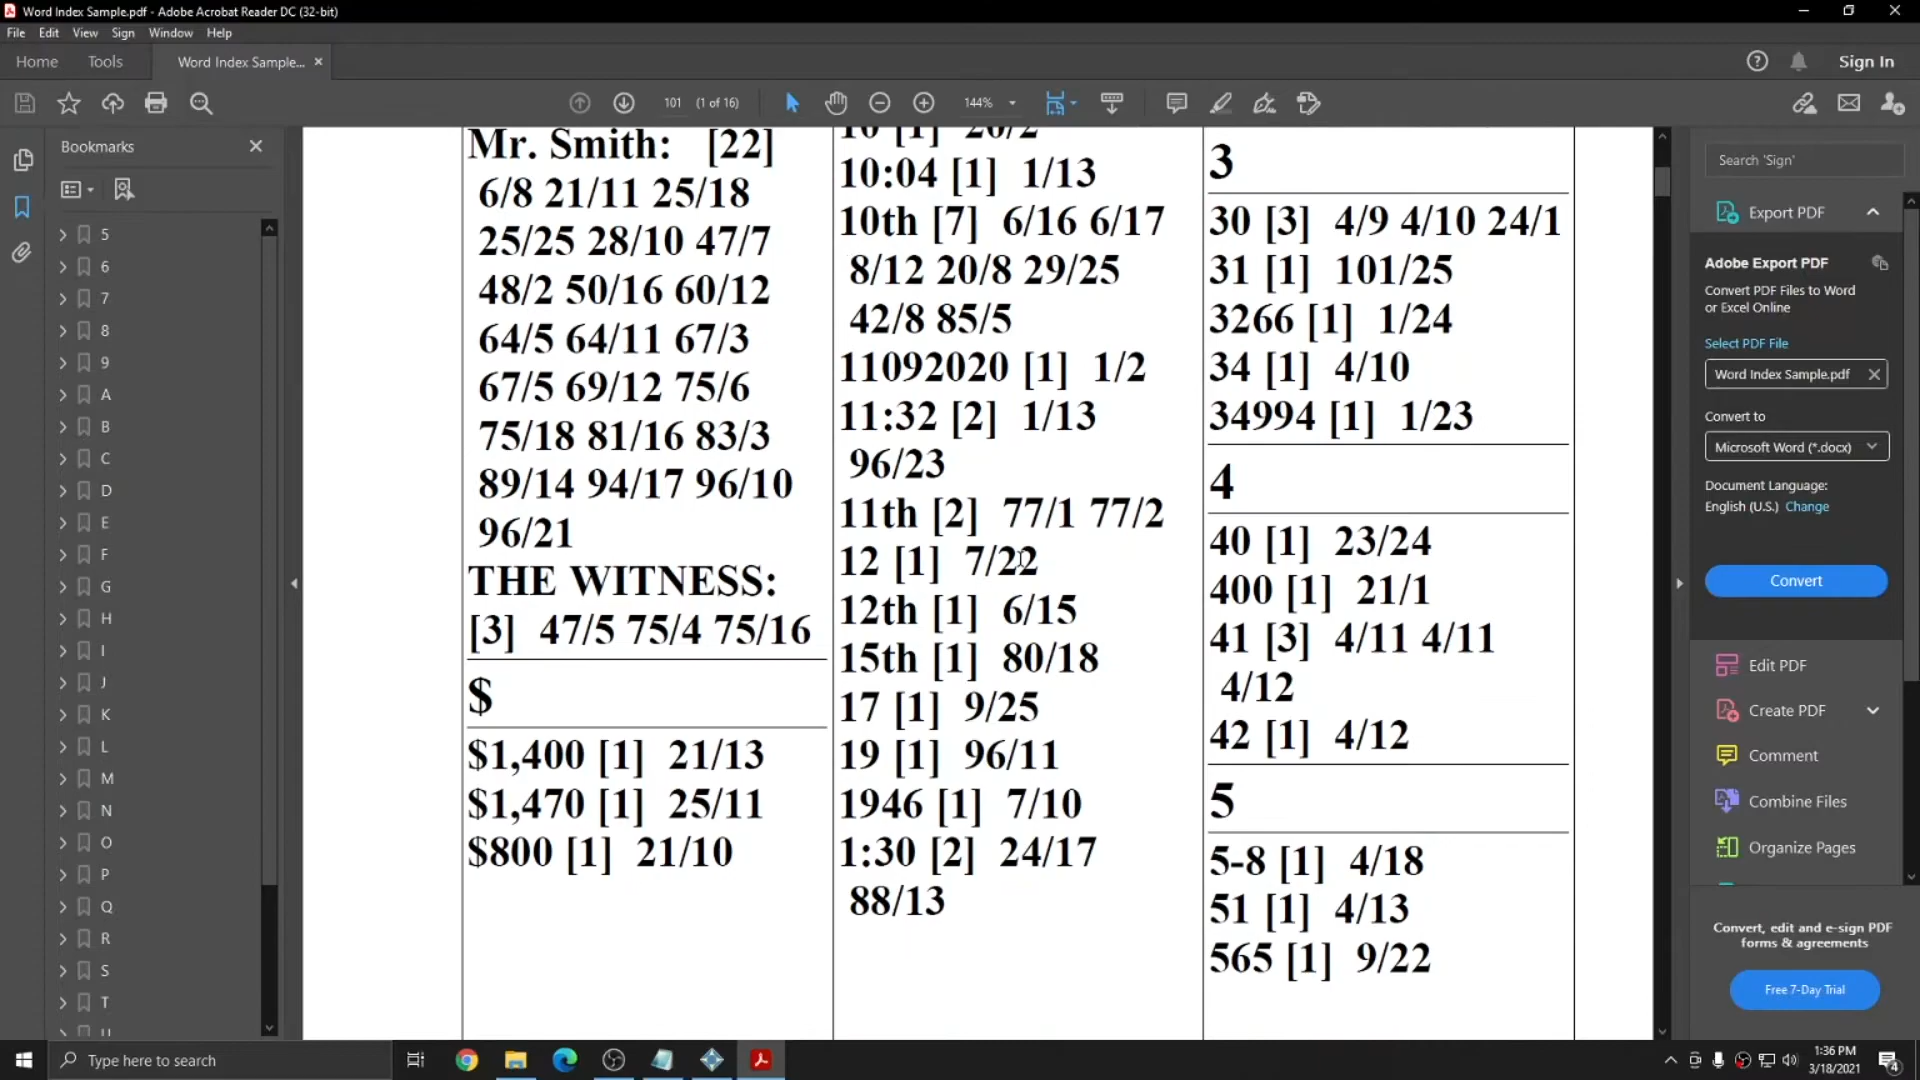 Word Index Sample.pdf - Adobe Acrobat Reader DC (32-bit)
File Edit View Sign Window Help
Home Tools Word Index Sample... × Sign In
101 (1 of 16) 144%
Bookmarks
5
6
7
8
9
A
B
C
D
E
F
G
H
I
J
K
L
M
N
O
P
Q
R
S
T
Mr. Smith: [22]
6/8 21/11 25/18
25/25 28/10 47/7
48/2 50/16 60/12
64/5 64/11 67/3
67/5 69/12 75/6
75/18 81/16 83/3
89/14 94/17 96/10
96/21
THE WITNESS:
[3] 47/5 75/4 75/16
$
$1,400 [1] 21/13
$1,470 [1] 25/11
$800 [1] 21/10
10 [1] 20/2
10:04 [1] 1/13
10th [7] 6/16 6/17
8/12 20/8 29/25
42/8 85/5
11092020 [1] 1/2
11:32 [2] 1/13
96/23
11th [2] 77/1 77/2
12 [1] 7/22
12th [1] 6/15
15th [1] 80/18
17 [1] 9/25
19 [1] 96/11
1946 [1] 7/10
1:30 [2] 24/17
88/13
3
30 [3] 4/9 4/10 24/1
31 [1] 101/25
3266 [1] 1/24
34 [1] 4/10
34994 [1] 1/23
4
40 [1] 23/24
400 [1] 21/1
41 [3] 4/11 4/11
4/12
42 [1] 4/12
5
5-8 [1] 4/18
51 [1] 4/13
565 [1] 9/22
Search 'Sign'
Export PDF
Adobe Export PDF
Convert PDF Files to Word
or Excel Online
Select PDF File
Word Index Sample.pdf
Convert to
Microsoft Word (*.docx)
Document Language:
English (U.S.) Change
Convert
Edit PDF
Create PDF
Comment
Combine Files
Organize Pages
Convert, edit and e-sign PDF
forms & agreements
Free 7-Day Trial
Type here to search
1:36 PM
3/18/2021
4